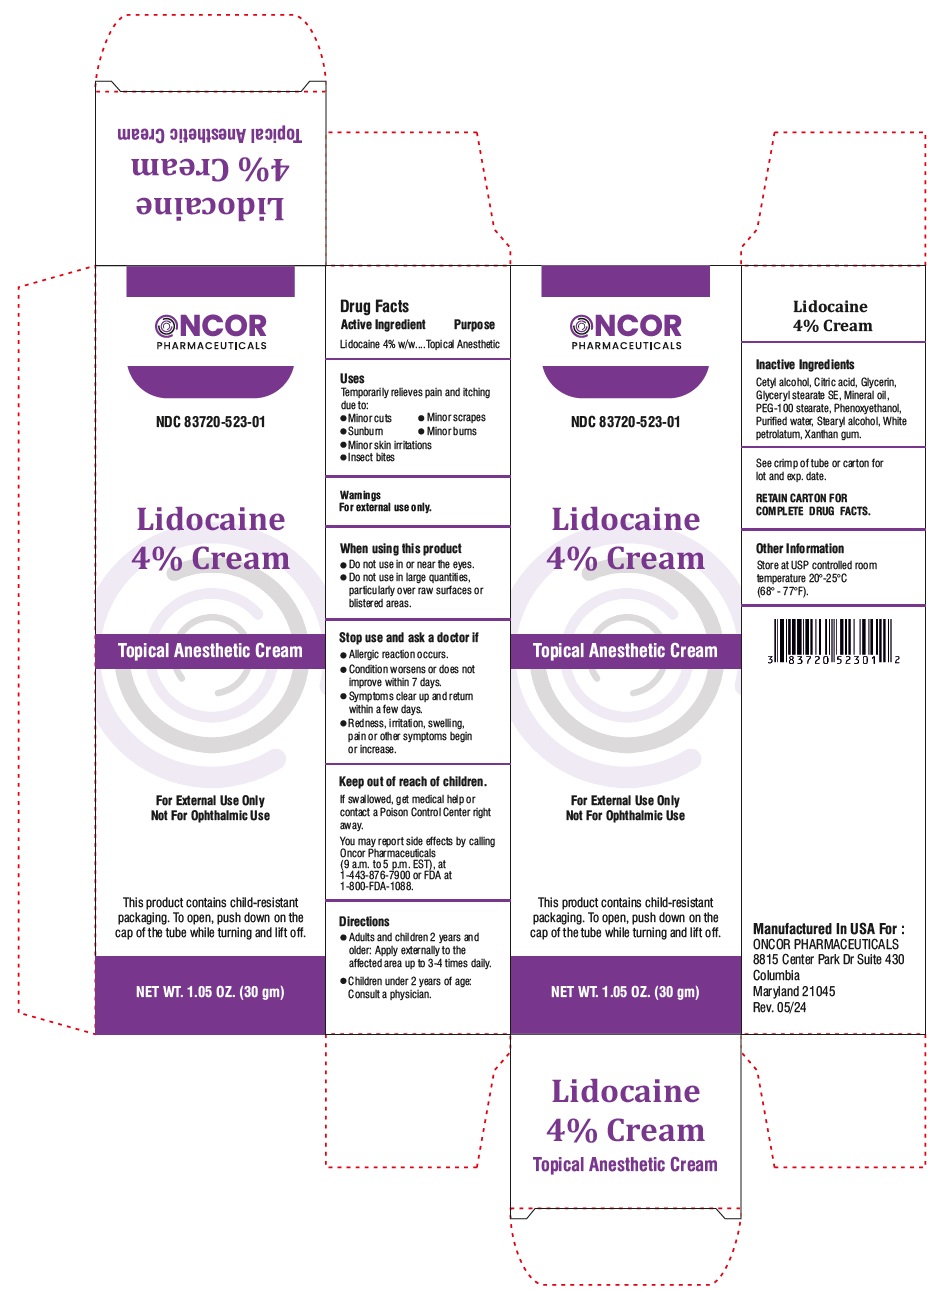 Lidocaine
4% Cream
Topical Anesthetic Cream
ONCOR
PHARMACEUTICALS
NDC 83720-523-01
Lidocaine
4% Cream
Topical Anesthetic Cream
For External Use Only
Not For Ophthalmic Use
This product contains child-resistant
packaging. To open, push down on the
cap of the tube while turning and lift off.
NET WT. 1.05 OZ. (30 gm)
Drug Facts
Active Ingredient Purpose
Lidocaine 4% w/w....Topical Anesthetic
Uses
Temporarily relieves pain and itching
due to:
● Minor cuts ● Minor scrapes
● Sunburn ● Minor burns
● Minor skin irritations
● Insect bites
Warnings
For external use only.
When using this product
● Do not use in or near the eyes.
● Do not use in large quantities,
particularly over raw surfaces or
blistered areas.
Stop use and ask a doctor if
● Allergic reaction occurs.
● Condition worsens or does not
improve within 7 days.
● Symptoms clear up and return
within a few days.
● Redness, irritation, swelling,
pain or other symptoms begin
or increase.
Keep out of reach of children.
If swallowed, get medical help or
contact a Poison Control Center right
away.
You may report side effects by calling
Oncor Pharmaceuticals
(9 a.m. to 5 p.m. EST), at
1-443-876-7900 or FDA at
1-800-FDA-1088.
Directions
● Adults and children 2 years and
older: Apply externally to the
affected area up to 3-4 times daily.
● Children under 2 years of age:
Consult a physician.
ONCOR
PHARMACEUTICALS
NDC 83720-523-01
Lidocaine
4% Cream
Topical Anesthetic Cream
For External Use Only
Not For Ophthalmic Use
This product contains child-resistant
packaging. To open, push down on the
cap of the tube while turning and lift off.
NET WT. 1.05 OZ. (30 gm)
Lidocaine
4% Cream
Topical Anesthetic Cream
Lidocaine
4% Cream
Inactive Ingredients
Cetyl alcohol, Citric acid, Glycerin,
Glyceryl stearate SE, Mineral oil,
PEG-100 stearate, Phenoxyethanol,
Purified water, Stearyl alcohol, White
petrolatum, Xanthan gum.
See crimp of tube or carton for
lot and exp. date.
RETAIN CARTON FOR
COMPLETE DRUG FACTS.
Other Information
Store at USP controlled room
temperature 20°-25°C
(68° - 77°F).
3 83720 52301 2
Manufactured In USA For :
ONCOR PHARMACEUTICALS
8815 Center Park Dr Suite 430
Columbia
Maryland 21045
Rev. 05/24